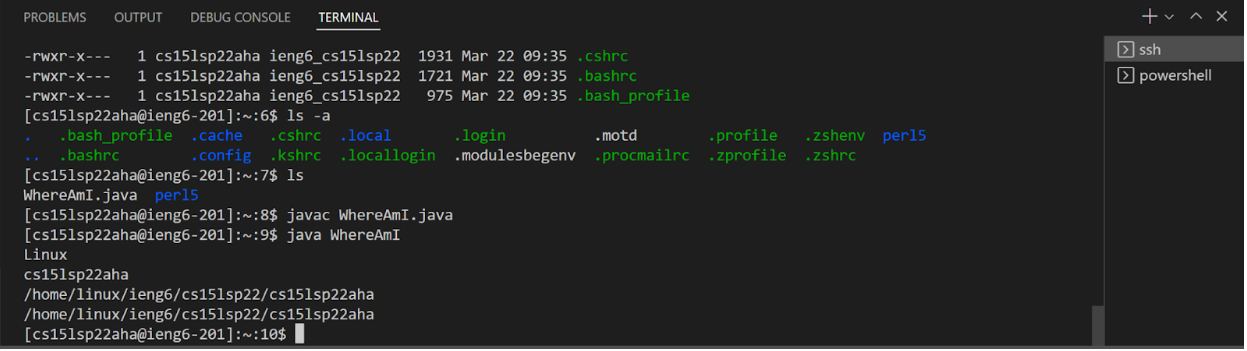 PROBLEMS OUTPUT DEBUG CONSOLE TERMINAL
-rwxr-x--- 1 cs15lsp22aha ieng6_cs15lsp22 1931 Mar 22 09:35 .cshrc
-rwxr-x--- 1 cs15lsp22aha ieng6_cs15lsp22 1721 Mar 22 09:35 .bashrc
-rwxr-x--- 1 cs15lsp22aha ieng6_cs15lsp22 975 Mar 22 09:35 .bash_profile
[cs15lsp22aha@ieng6-201]:~:6$ ls -a
. .bash_profile .cache .cshrc .local .login .motd .profile .zshenv perl5
.. .bashrc .config .kshrc .locallogin .modulesbegenv .procmailrc .zprofile .zshrc
[cs15lsp22aha@ieng6-201]:~:7$ ls
WhereAmI.java perl5
[cs15lsp22aha@ieng6-201]:~:8$ javac WhereAmI.java
[cs15lsp22aha@ieng6-201]:~:9$ java WhereAmI
Linux
cs15lsp22aha
/home/linux/ieng6/cs15lsp22/cs15lsp22aha
/home/linux/ieng6/cs15lsp22/cs15lsp22aha
[cs15lsp22aha@ieng6-201]:~:10$
ssh
powershell